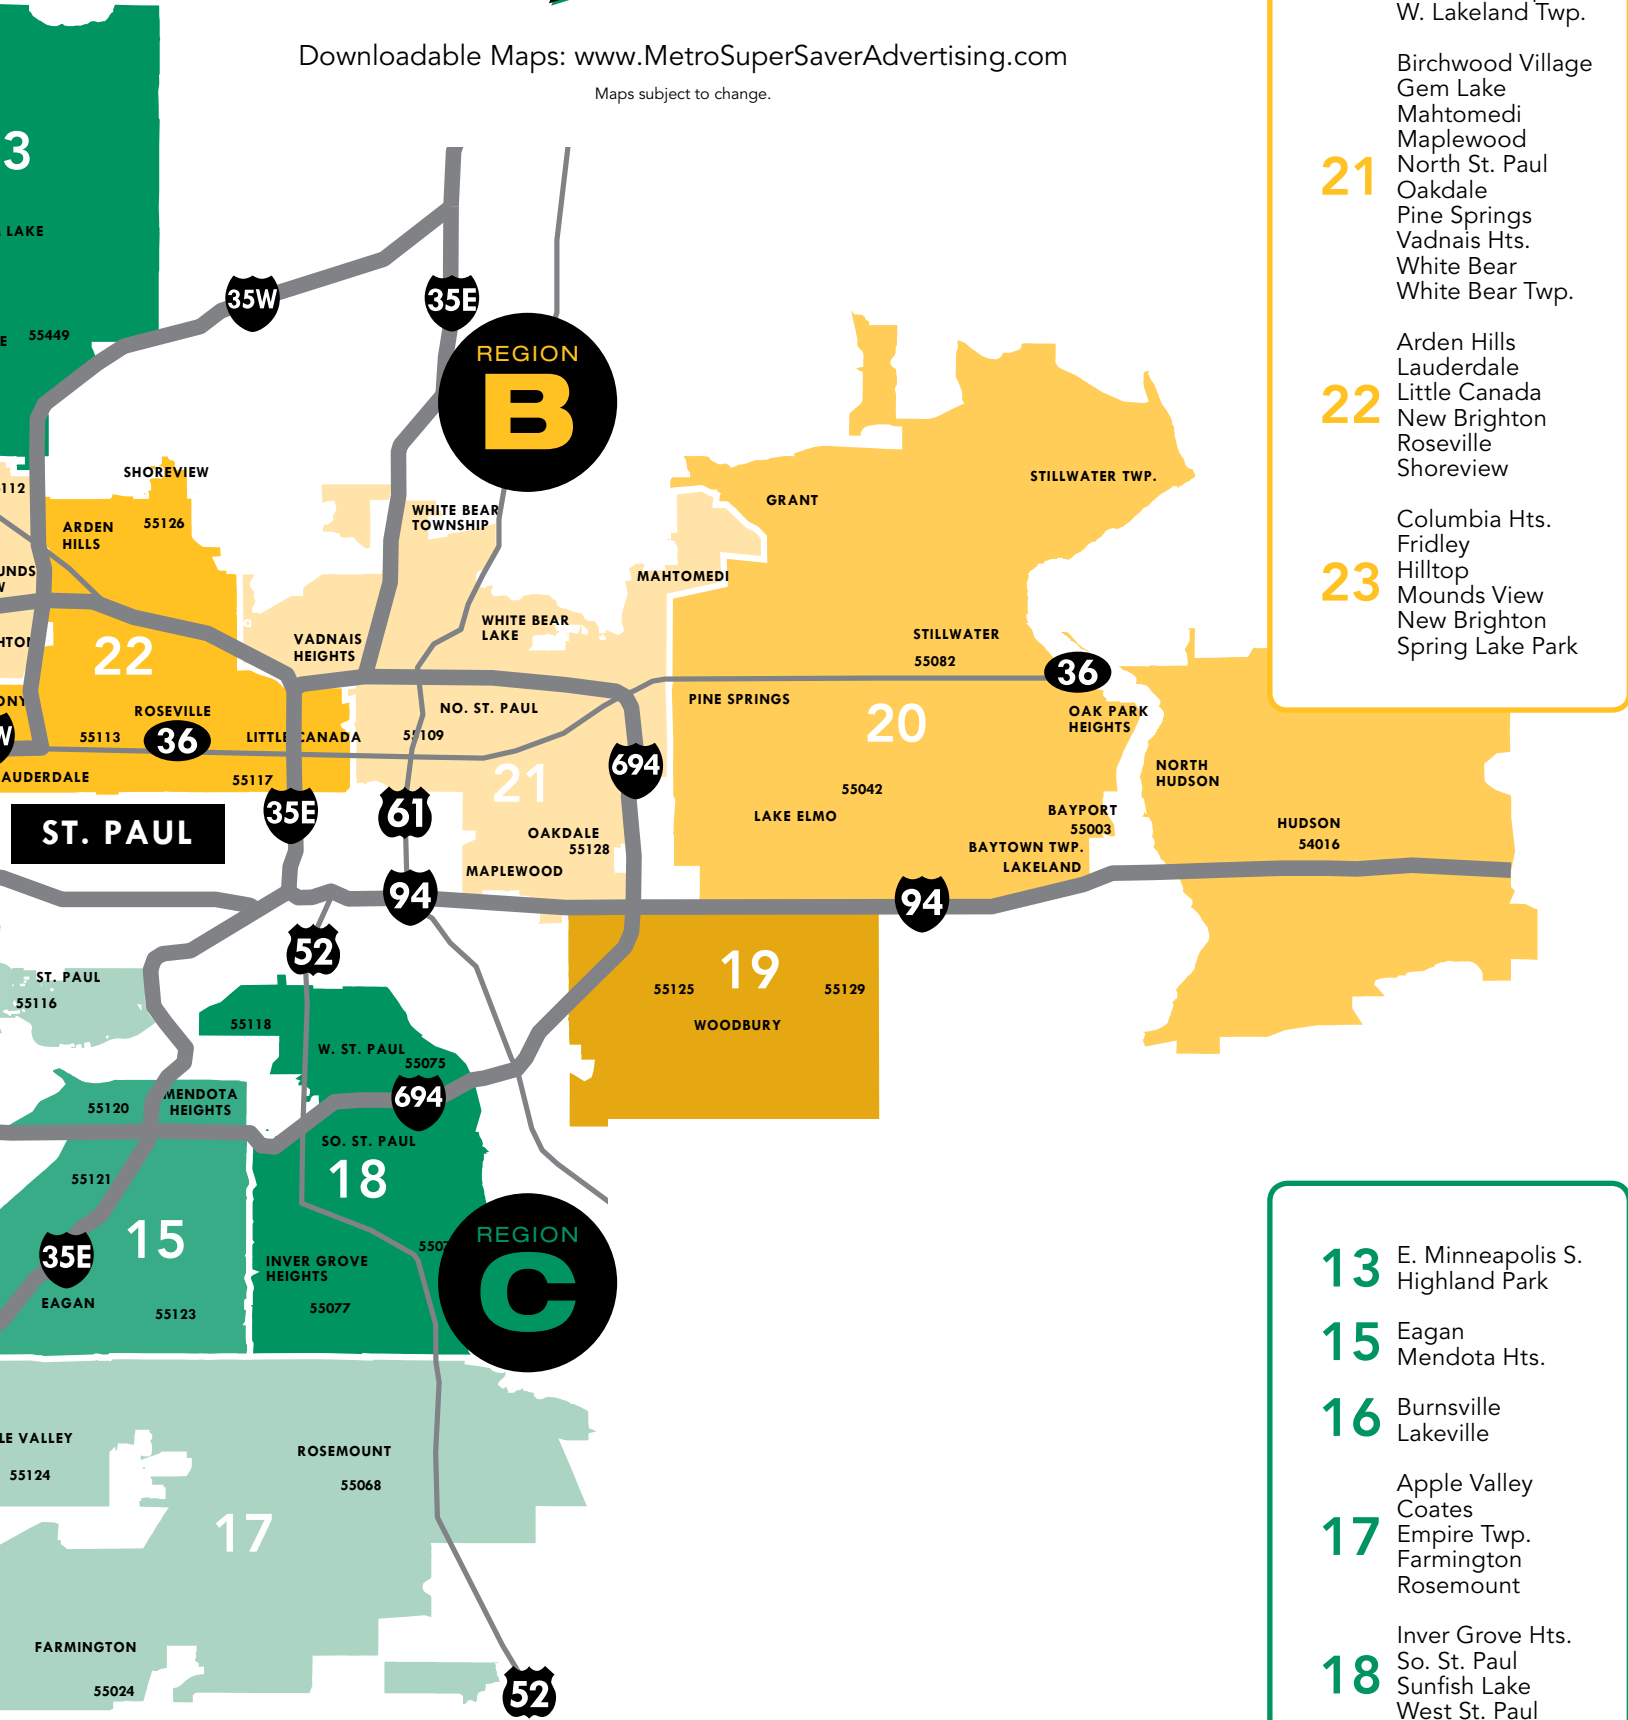 Downloadable Maps: www.MetroSuperSaverAdvertising.com
Maps subject to change.
3
LAKE
55449
35W
35E
REGION
B
SHOREVIEW
55126
ARDEN
HILLS
WHITE BEAR
TOWNSHIP
GRANT
STILLWATER TWP.
MAHTOMEDI
22
VADNAIS
HEIGHTS
WHITE BEAR
LAKE
STILLWATER
55082
36
ROSEVILLE
55113
36
LITTLE CANADA
55117
NO. ST. PAUL
55109
PINE SPRINGS
20
OAK PARK
HEIGHTS
694
21
NORTH
HUDSON
55042
LAKE ELMO
BAYPORT
55003
BAYTOWN TWP.
LAKELAND
HUDSON
54016
AUDERDALE
35E
61
ST. PAUL
OAKDALE
55128
MAPLEWOOD
94
94
52
ST. PAUL
55116
19
55125
55129
WOODBURY
55118
W. ST. PAUL
55075
694
MENDOTA
HEIGHTS
55120
SO. ST. PAUL
18
55121
15
35E
EAGAN
55123
INVER GROVE
HEIGHTS
55077
5507
REGION
C
LE VALLEY
55124
ROSEMOUNT
55068
17
FARMINGTON
55024
52
W. Lakeland Twp.
21
Birchwood Village
Gem Lake
Mahtomedi
Maplewood
North St. Paul
Oakdale
Pine Springs
Vadnais Hts.
White Bear
White Bear Twp.
22
Arden Hills
Lauderdale
Little Canada
New Brighton
Roseville
Shoreview
23
Columbia Hts.
Fridley
Hilltop
Mounds View
New Brighton
Spring Lake Park
13
E. Minneapolis S.
Highland Park
15
Eagan
Mendota Hts.
16
Burnsville
Lakeville
17
Apple Valley
Coates
Empire Twp.
Farmington
Rosemount
18
Inver Grove Hts.
So. St. Paul
Sunfish Lake
West St. Paul